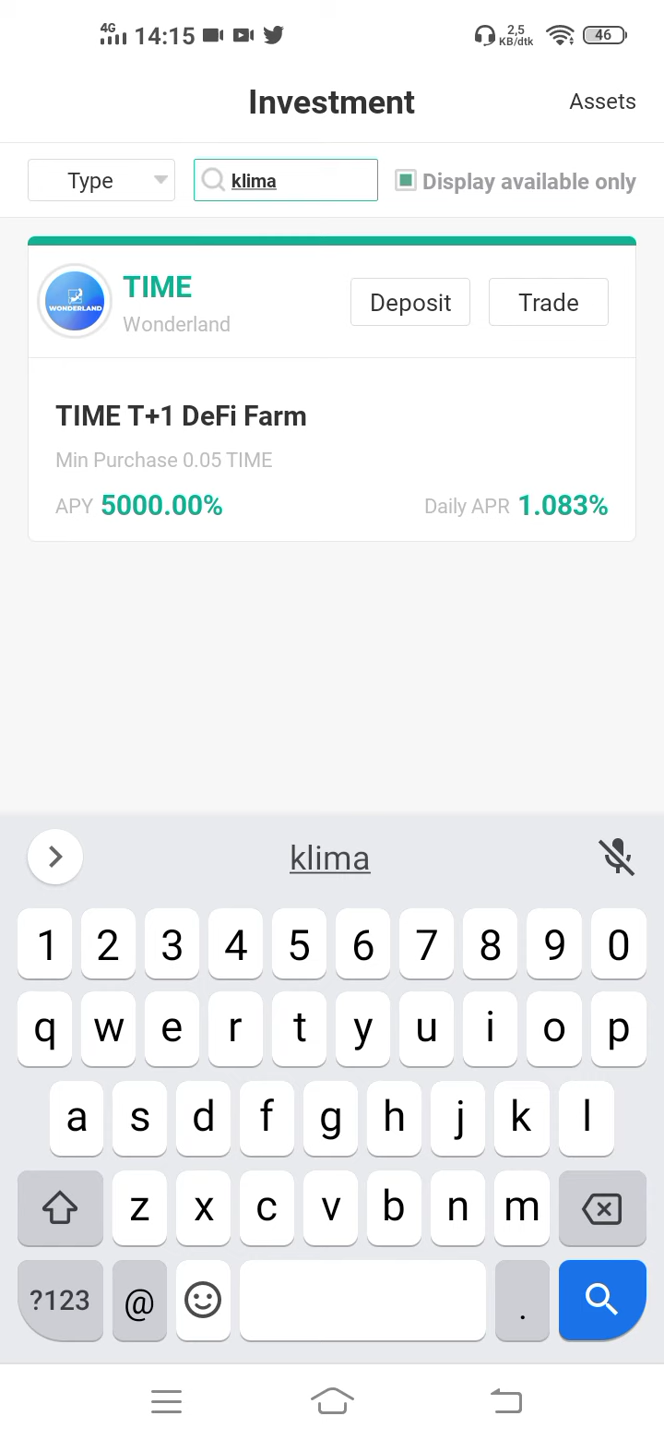 4G 14:15 2,5 KB/dtk 46
Investment Assets
Type klima Display available only
WONDERLAND TIME Deposit Trade
Wonderland
TIME T+1 DeFi Farm
Min Purchase 0.05 TIME
APY 5000.00% Daily APR 1.083%
klima
1 2 3 4 5 6 7 8 9 0
q w e r t y u i o p
a s d f g h j k l
z x c v b n m
?123 @ .